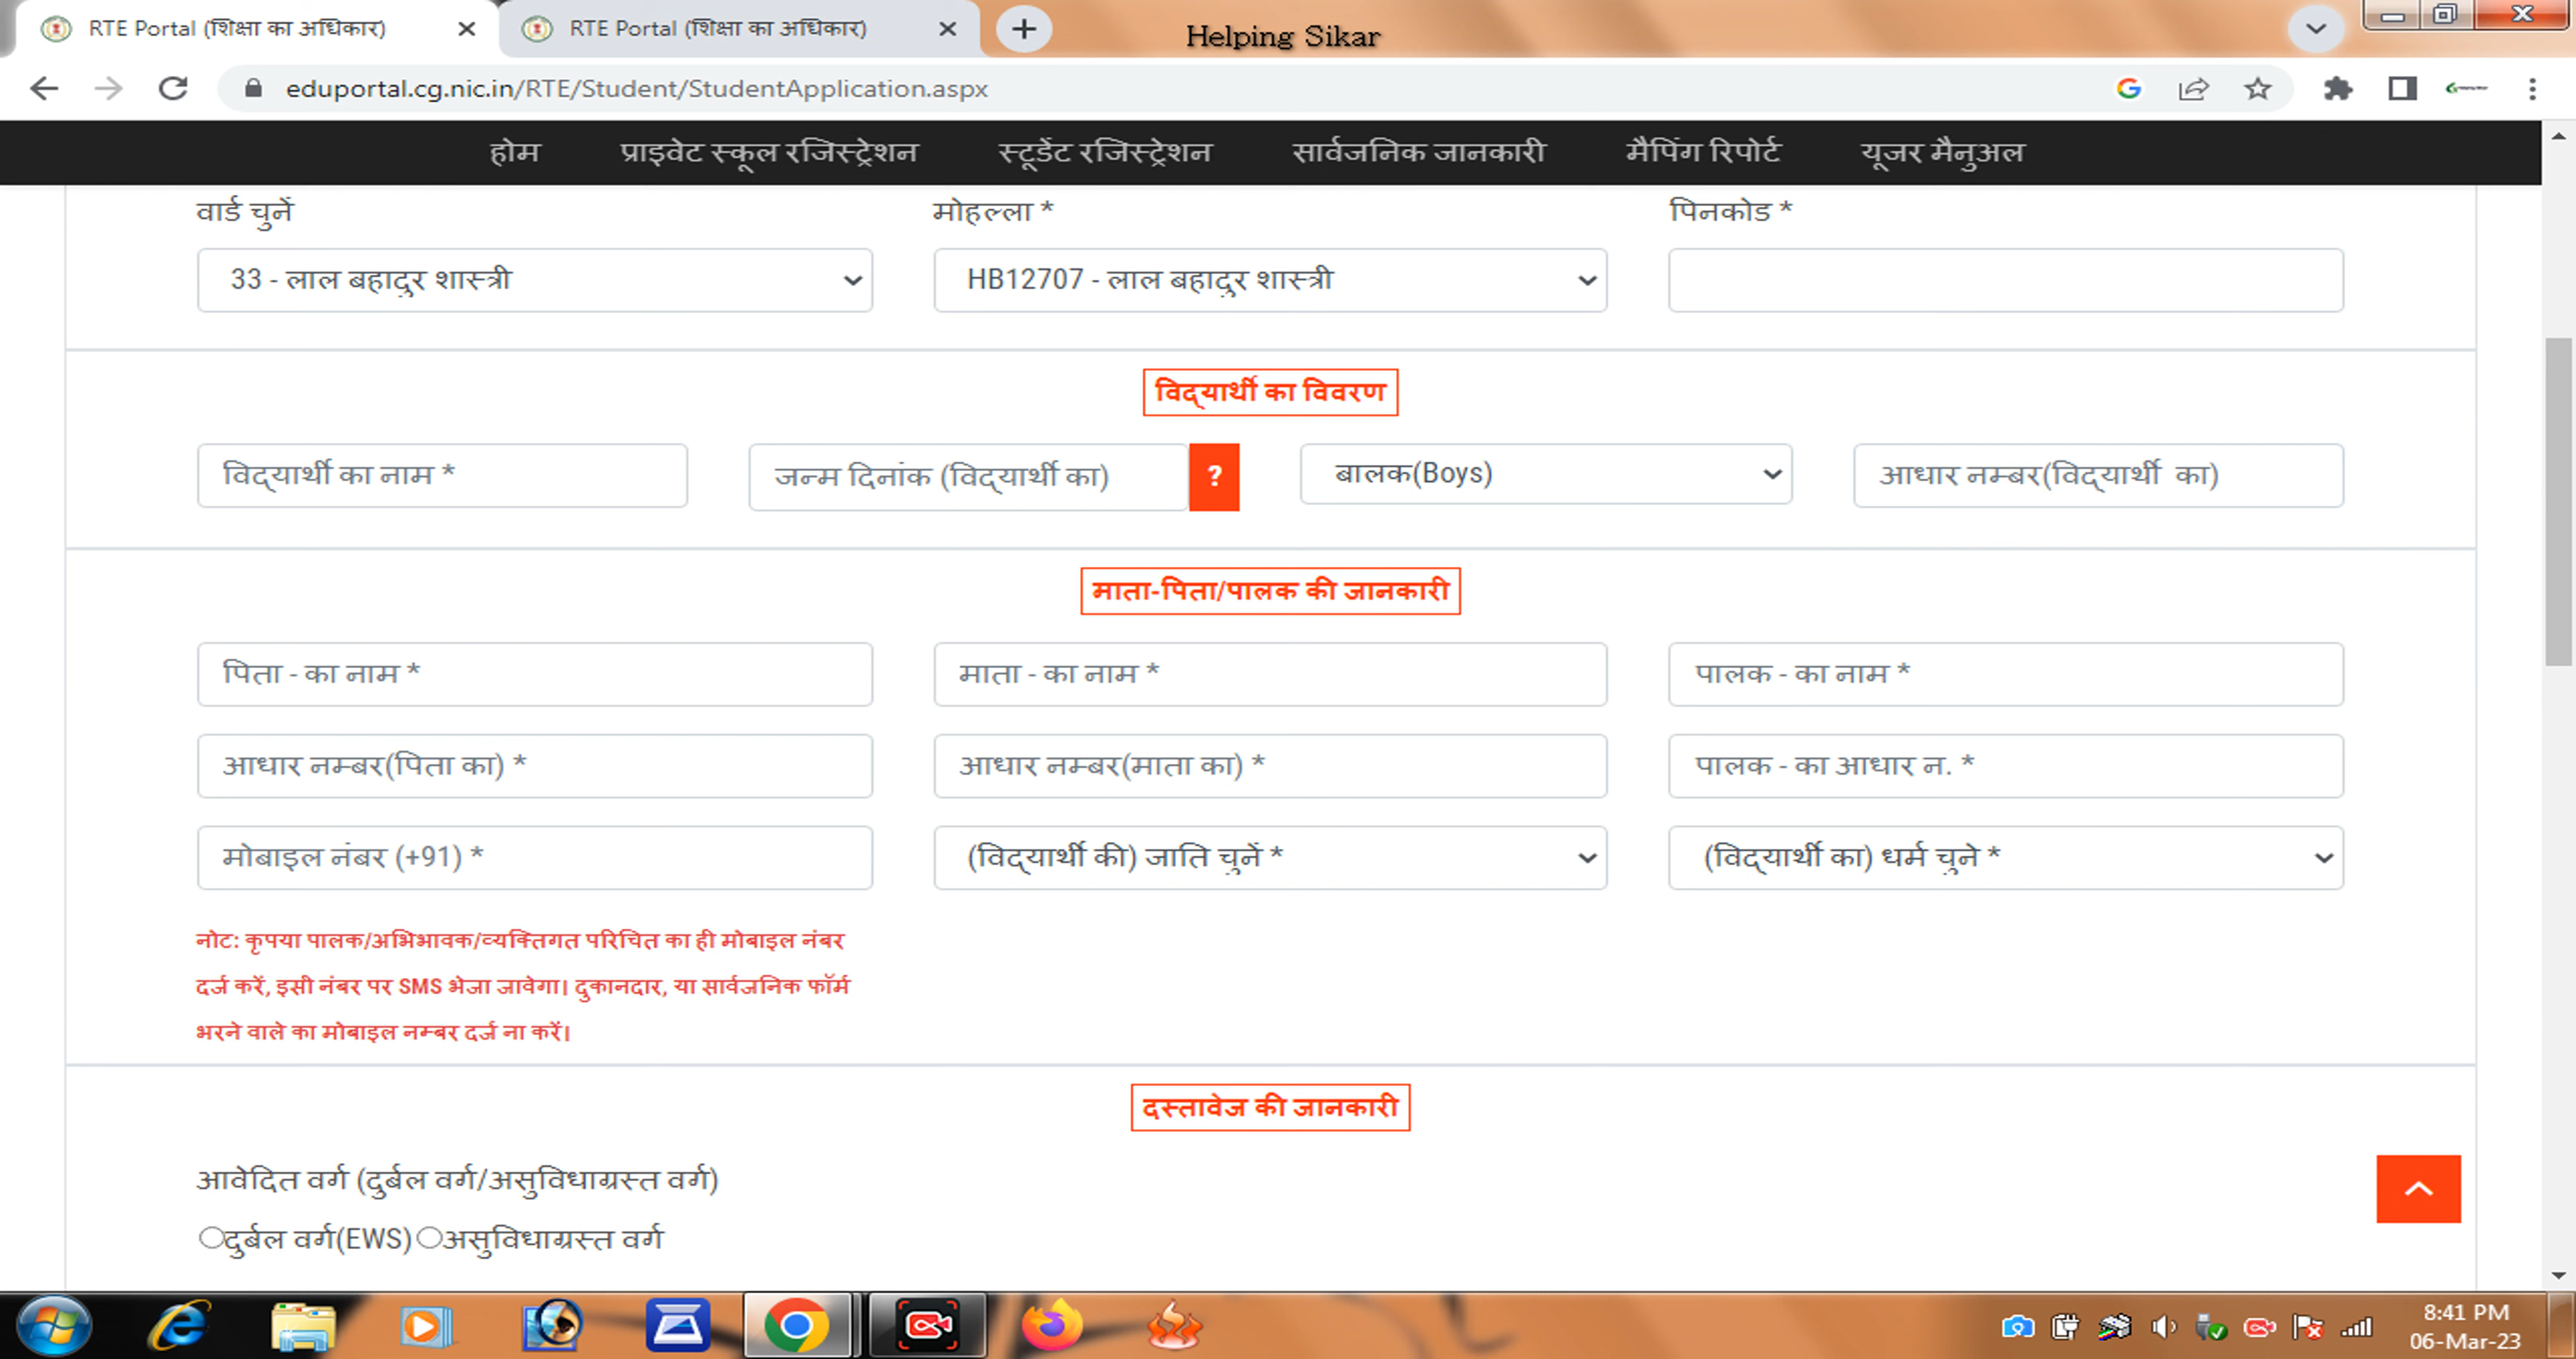 RTE Portal (शिक्षा का अधिकार)
RTE Portal (शिक्षा का अधिकार)
Helping Sikar
eduportal.cg.nic.in/RTE/Student/StudentApplication.aspx
होम प्राइवेट स्कूल रजिस्ट्रेशन स्टूडेंट रजिस्ट्रेशन सार्वजनिक जानकारी मैपिंग रिपोर्ट यूजर मैनुअल
वार्ड चुनें मोहल्ला * पिनकोड *
33 - लाल बहादुर शास्त्री HB12707 - लाल बहादुर शास्त्री
विद्यार्थी का विवरण
विद्यार्थी का नाम * जन्म दिनांक (विद्यार्थी का) ? बालक(Boys) आधार नम्बर(विद्यार्थी का)
माता-पिता/पालक की जानकारी
पिता - का नाम * माता - का नाम * पालक - का नाम *
आधार नम्बर(पिता का) * आधार नम्बर(माता का) * पालक - का आधार न. *
मोबाइल नंबर (+91) * (विद्यार्थी की) जाति चुनें * (विद्यार्थी का) धर्म चुने *
नोट: कृपया पालक/अभिभावक/व्यक्तिगत परिचित का ही मोबाइल नंबर
दर्ज करें, इसी नंबर पर SMS भेजा जावेगा। दुकानदार, या सार्वजनिक फॉर्म
भरने वाले का मोबाइल नम्बर दर्ज ना करें।
दस्तावेज की जानकारी
आवेदित वर्ग (दुर्बल वर्ग/असुविधाग्रस्त वर्ग)
दुर्बल वर्ग(EWS) असुविधाग्रस्त वर्ग
8:41 PM
06-Mar-23